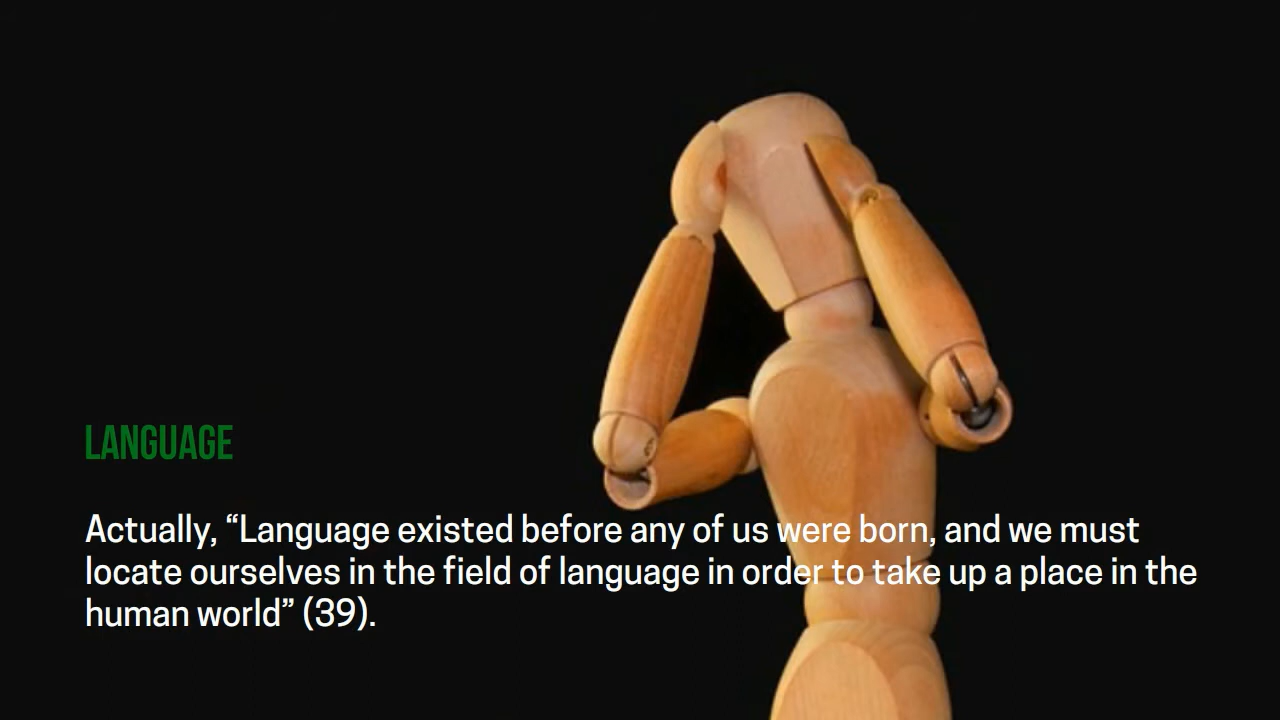 LANGUAGE
Actually, “Language existed before any of us were born, and we must
locate ourselves in the field of language in order to take up a place in the
human world” (39).